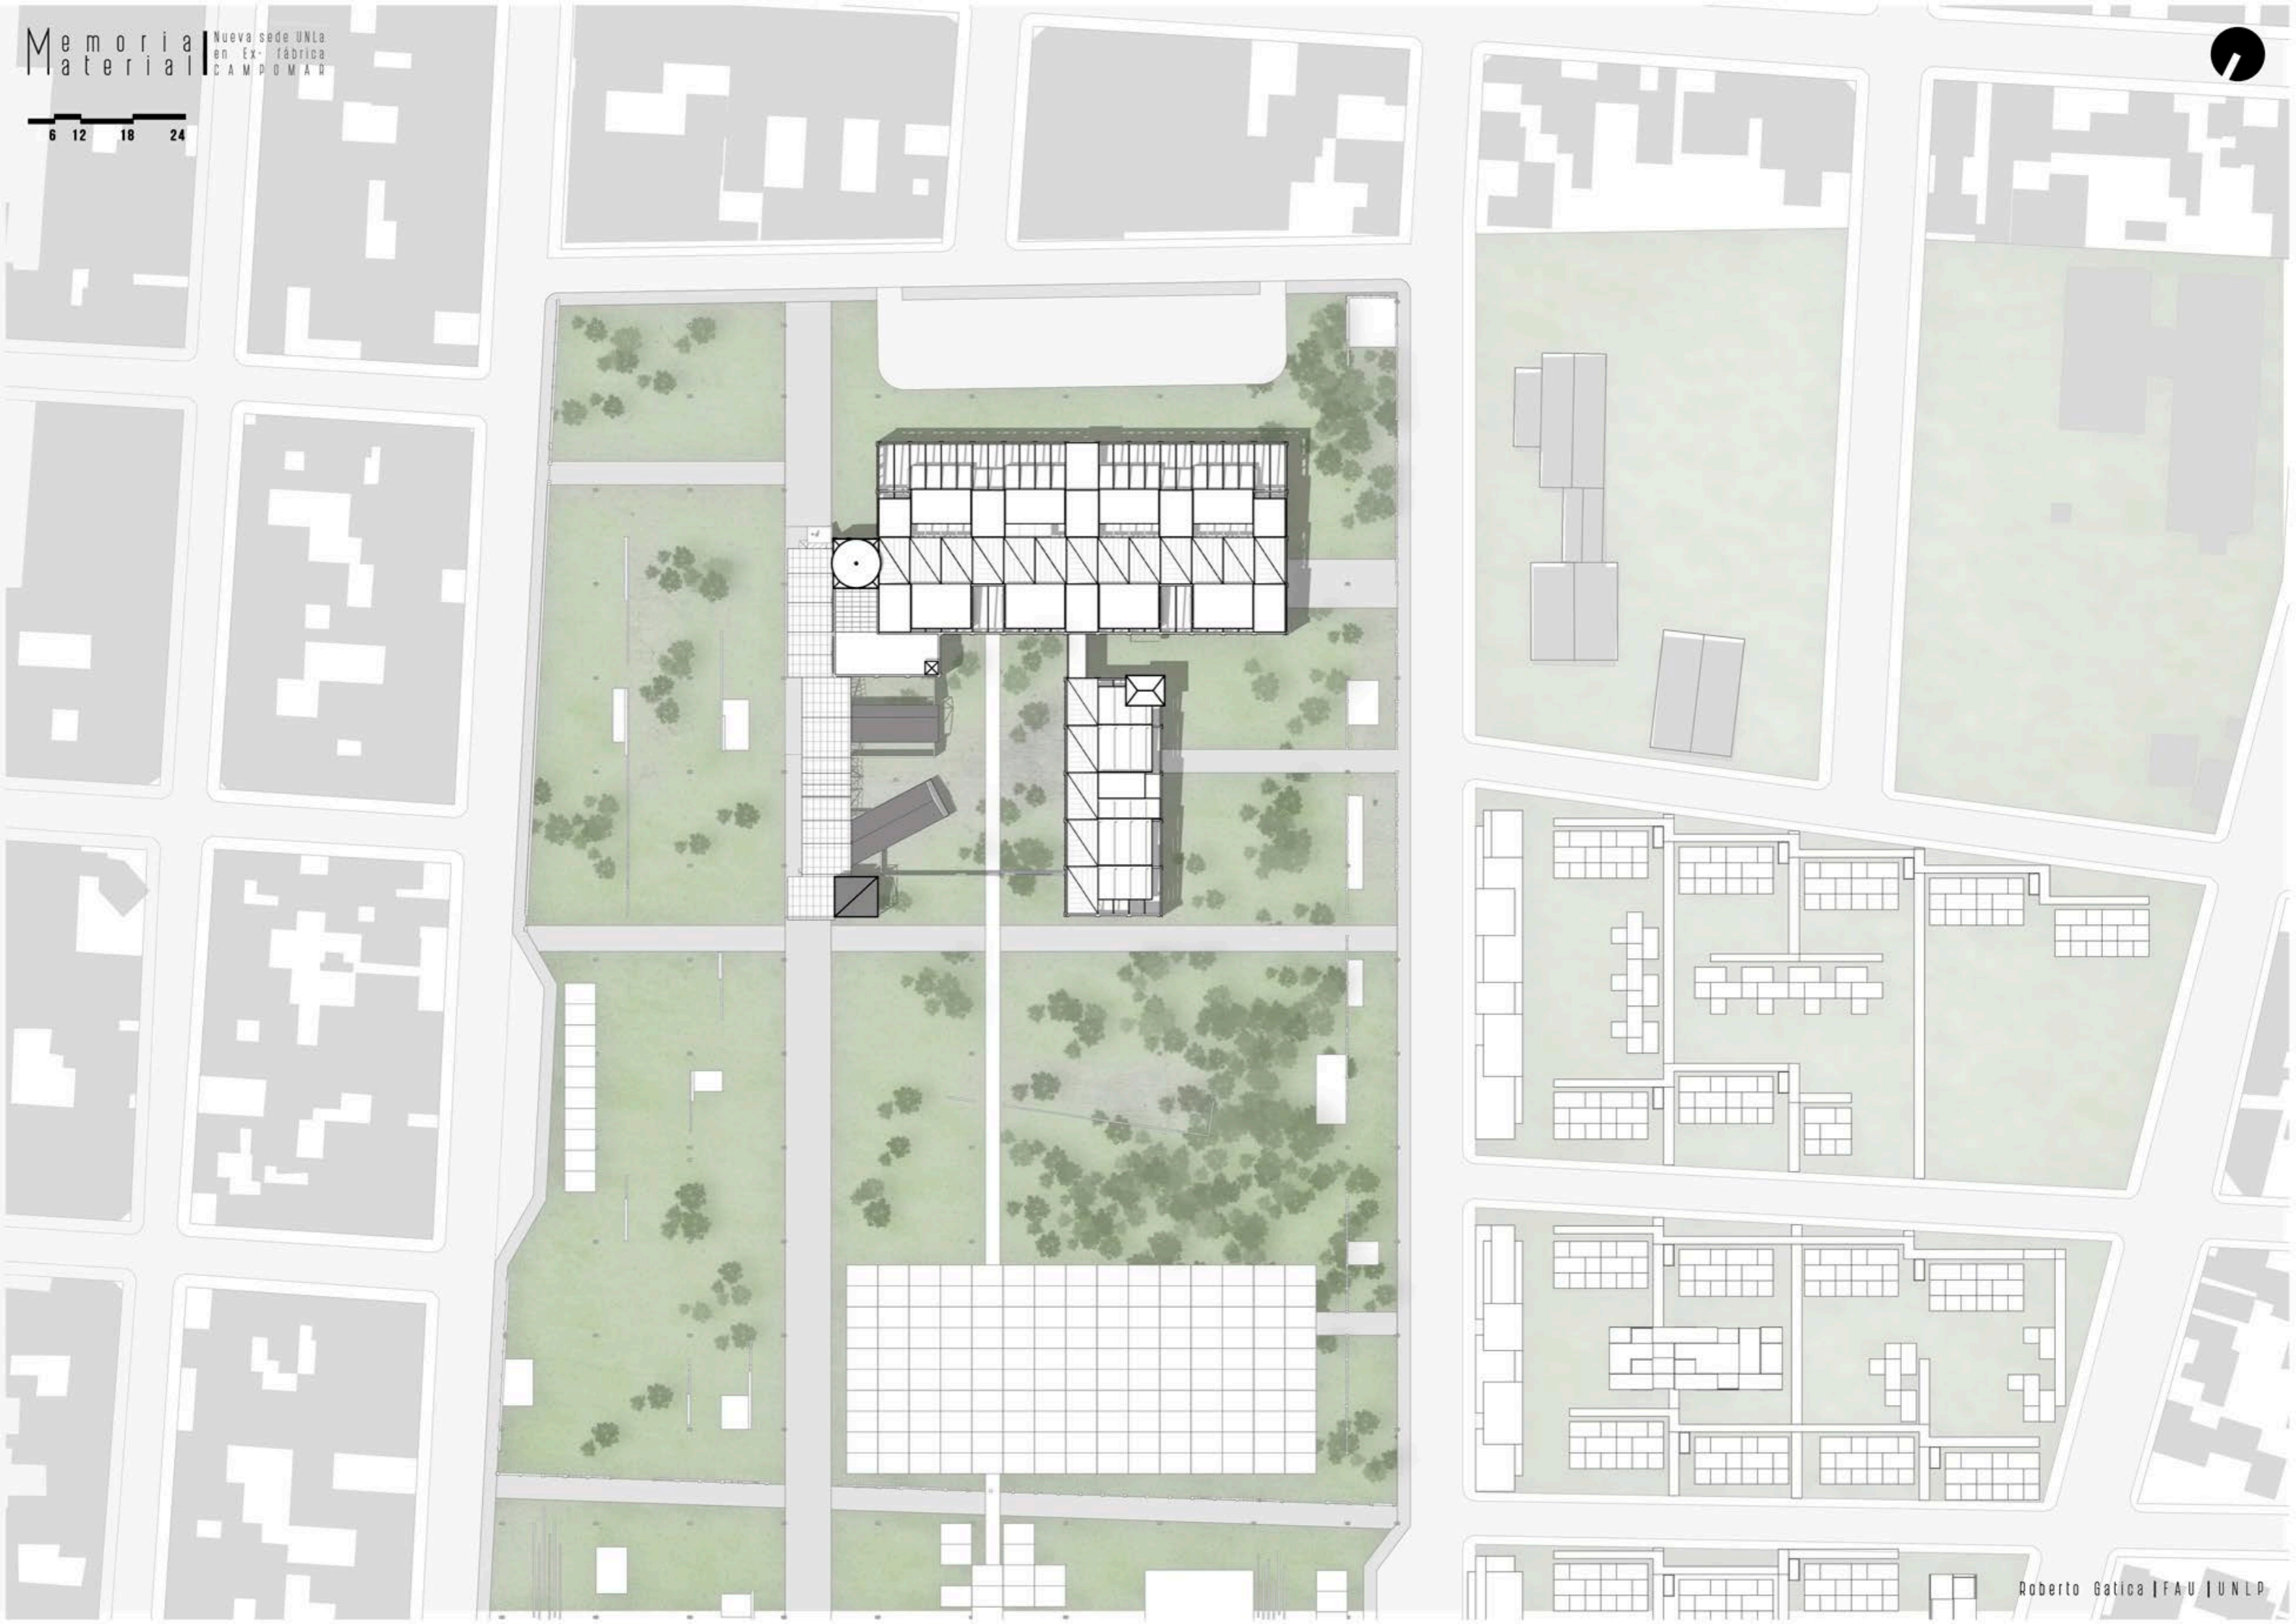 Memoria
Material
Nueva sede UNLa
en Ex- fábrica
CAMPOMAR
6 12 18 24
Roberto Gatica | FAU | UNLP